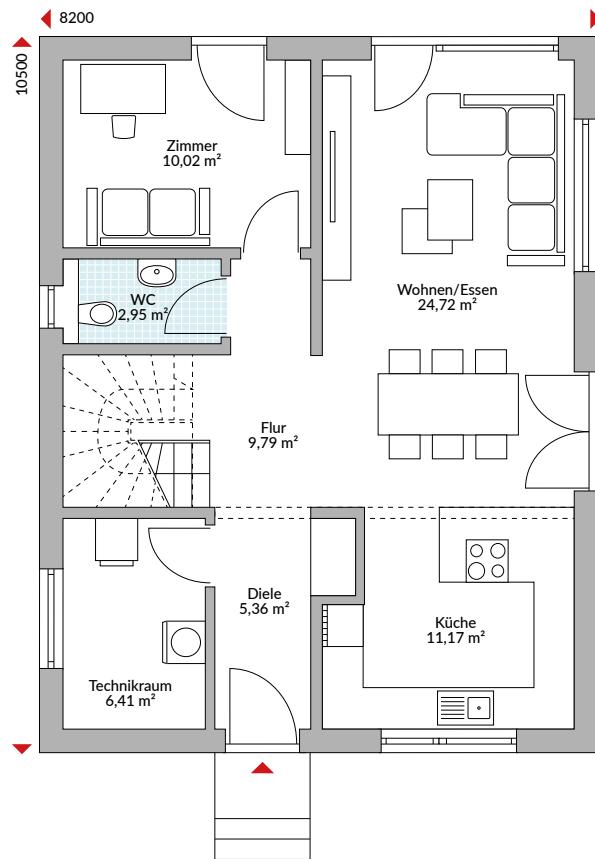 8200
10500
Zimmer
10,02 m²
WC
2,95 m²
Wohnen/Essen
24,72 m²
Flur
9,79 m²
Diele
5,36 m²
Küche
11,17 m²
Technikraum
6,41 m²